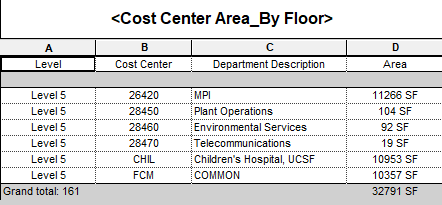 <Cost Center Area_By Floor>
A B C D
Level Cost Center Department Description Area
Level 5 26420 MPI 11266 SF
Level 5 28450 Plant Operations 104 SF
Level 5 28460 Environmental Services 92 SF
Level 5 28470 Telecommunications 19 SF
Level 5 CHIL Children's Hospital, UCSF 10953 SF
Level 5 FCM COMMON 10357 SF
Grand total: 161 32791 SF